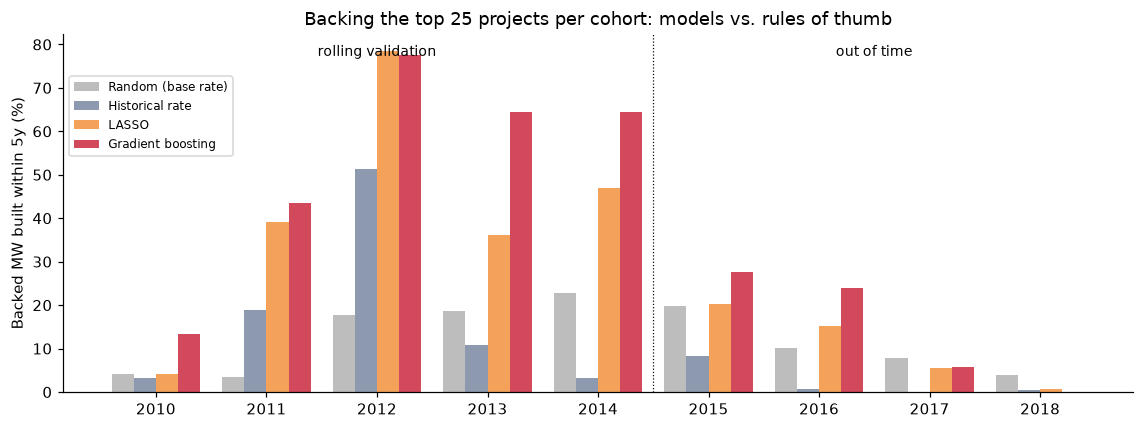 Backing the top 25 projects per cohort: models vs. rules of thumb
rolling validation
out of time
Random (base rate)
Historical rate
LASSO
Gradient boosting
Backed MW built within 5y (%)
80
70
60
50
40
30
20
10
0
2010 2011 2012 2013 2014 2015 2016 2017 2018